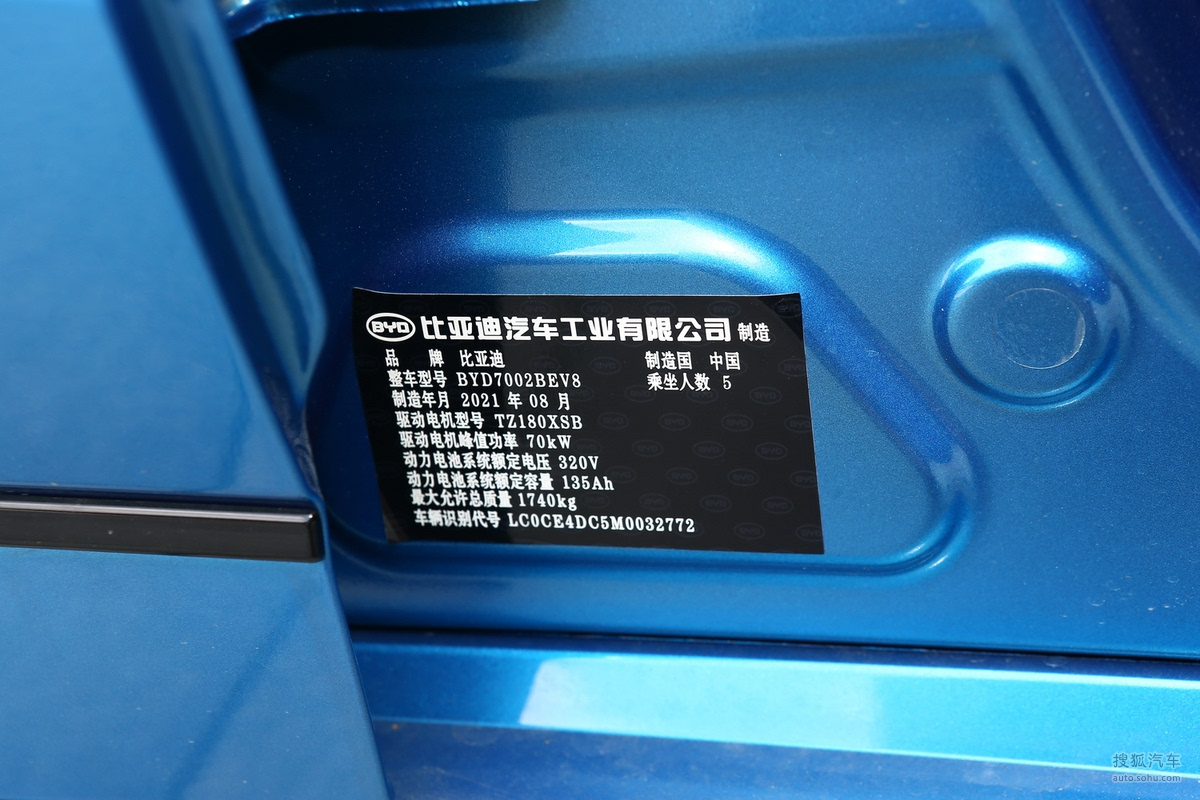 BYD 比亚迪汽车工业有限公司 制造
品 牌 比亚迪 制造国 中国
整车型号 BYD7002BEV8 乘坐人数 5
制造年月 2021 年 08 月
驱动电机型号 TZ180XSB
驱动电机峰值功率 70kW
动力电池系统额定电压 320V
动力电池系统额定容量 135Ah
最大允许总质量 1740kg
车辆识别代号 LC0CE4DC5M0032772
搜狐汽车
auto.sohu.com